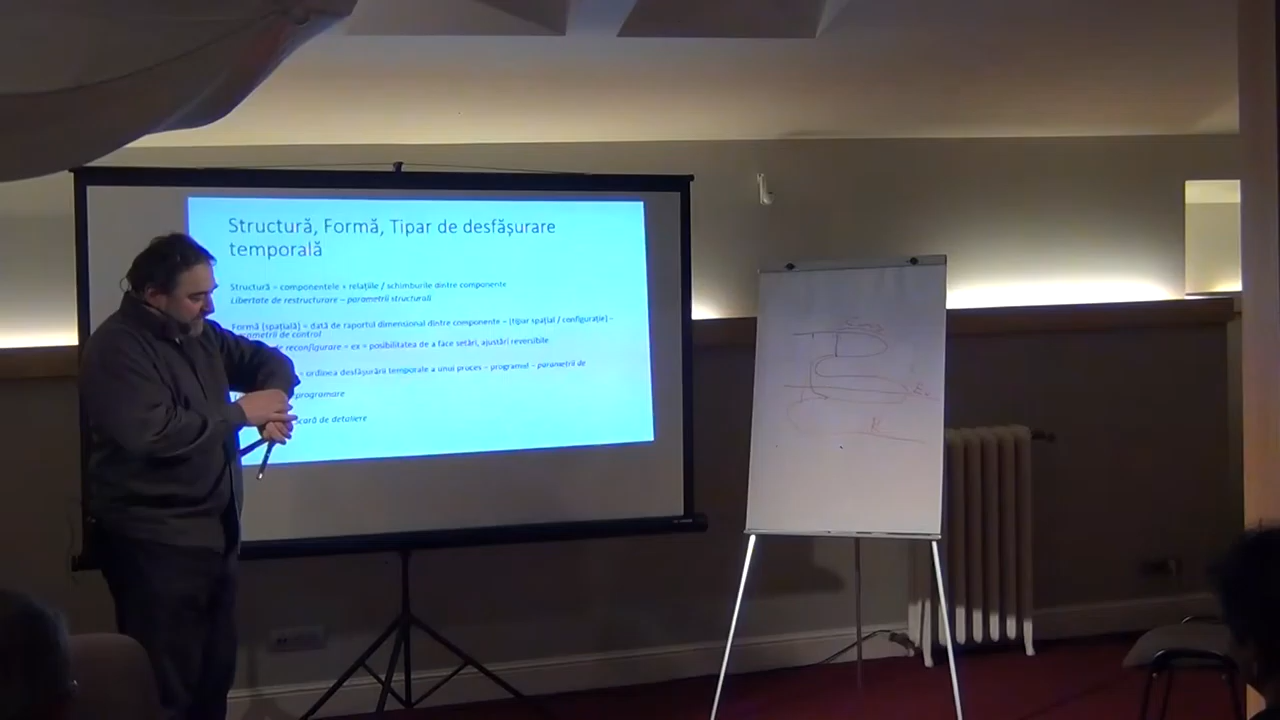 Structură, Formă, Tipar de desfășurare
temporală
Structură = componentele + relațiile / schimburile dintre componente
Libertate de restructurare – parametrii structurali
Formă (spațială) = dată de raportul dimensional dintre componente – (tipar spațial / configurație) –
parametrii de control
de reconfigurare = ex = posibilitatea de a face setări, ajustări reversibile
= ordinea desfășurării temporale a unui proces – programul – parametrii de
programare
scară de detaliere